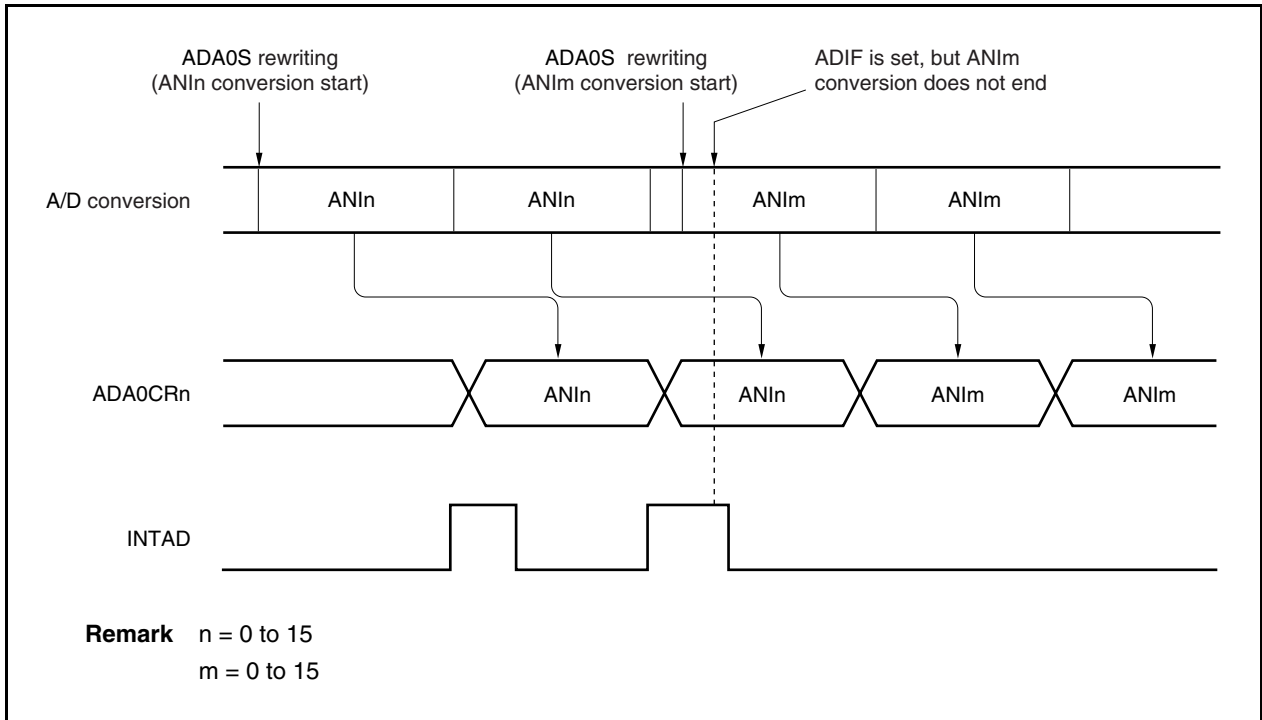 ADA0S rewriting
(ANIn conversion start)
ADA0S rewriting
(ANIm conversion start)
ADIF is set, but ANIm
conversion does not end
A/D conversion
ANIn
ANIn
ANIm
ANIm
ADA0CRn
ANIn
ANIn
ANIm
ANIm
INTAD
Remark n = 0 to 15
m = 0 to 15